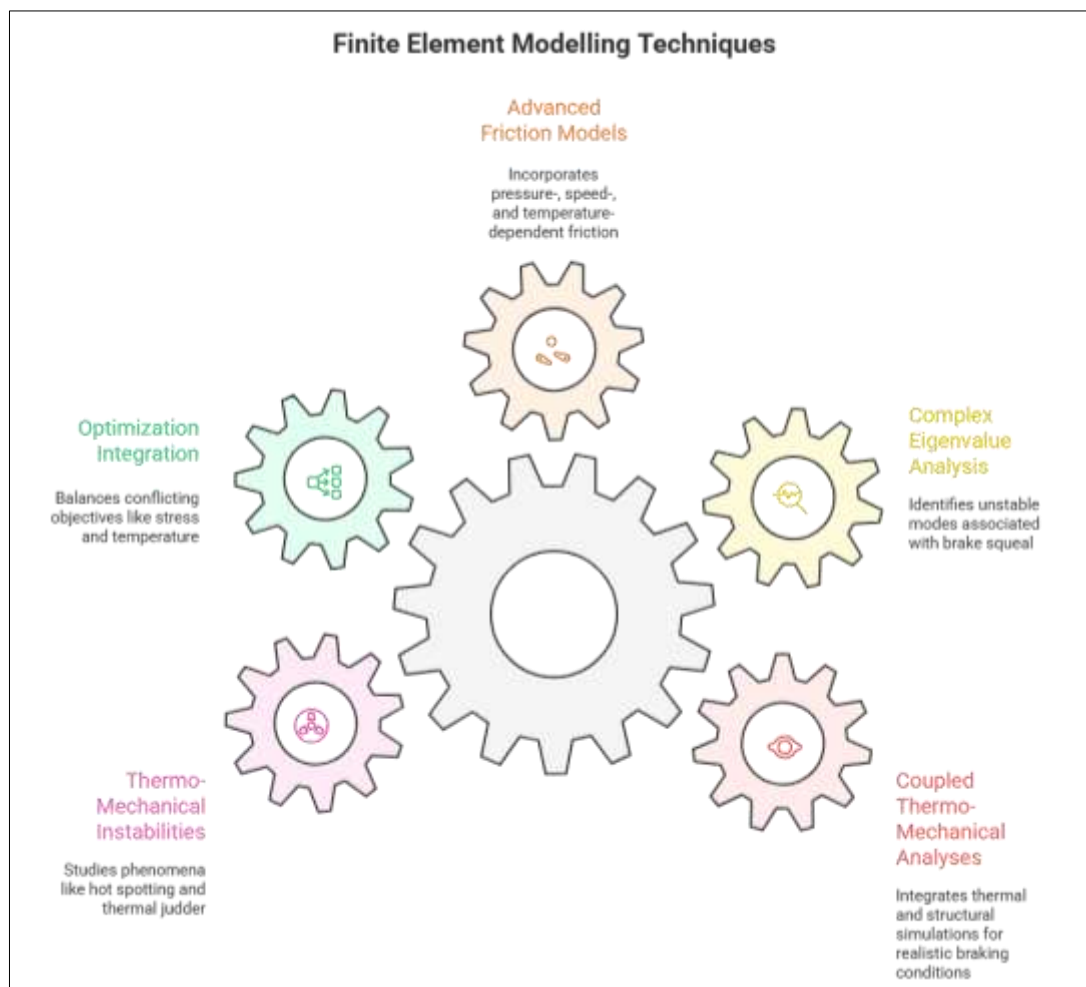 Finite Element Modelling Techniques
Advanced
Friction Models
Incorporates
pressure-, speed-,
and temperature-
dependent friction
Optimization
Integration
Balances conflicting
objectives like stress
and temperature
Complex
Eigenvalue
Analysis
Identifies unstable
modes associated
with brake squeal
Thermo-
Mechanical
Instabilities
Studies phenomena
like hot spotting and
thermal judder
Coupled
Thermo-
Mechanical
Analyses
Integrates thermal
and structural
simulations for
realistic braking
conditions